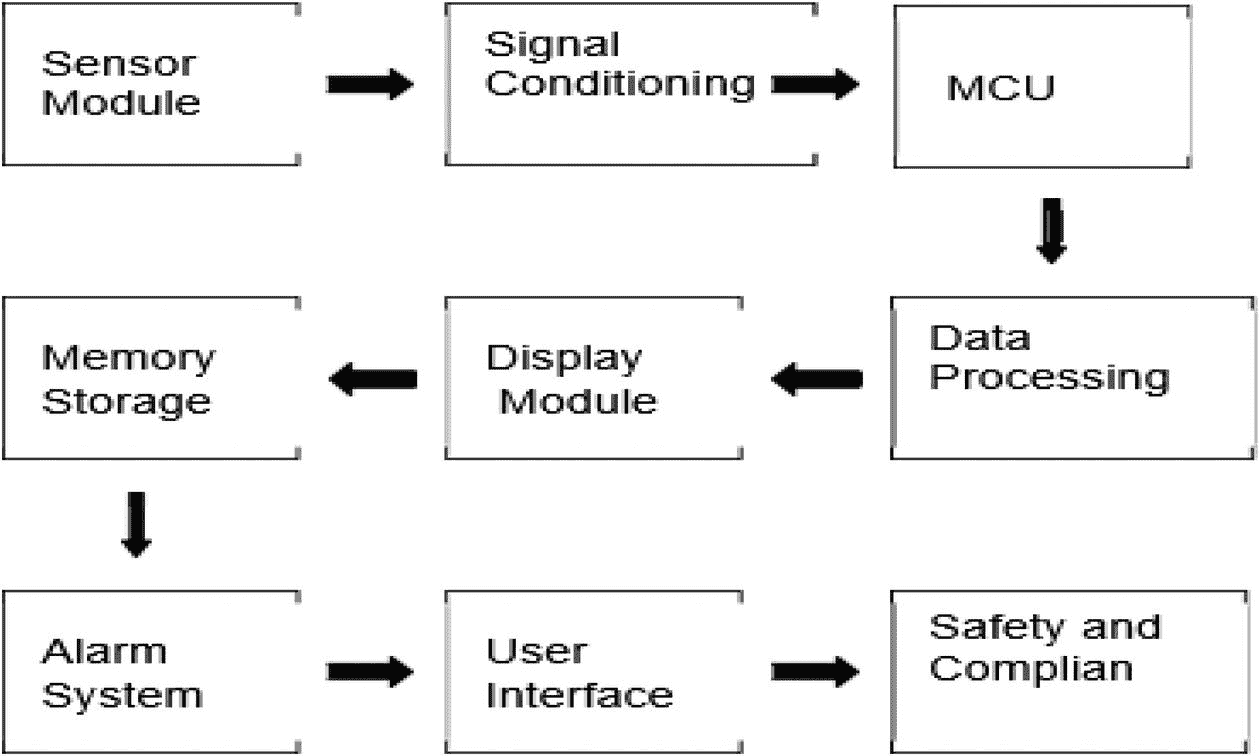 Sensor
Module
Signal
Conditioning
MCU
Data
Processing
Display
Module
Memory
Storage
Alarm
System
User
Interface
Safety and
Complian